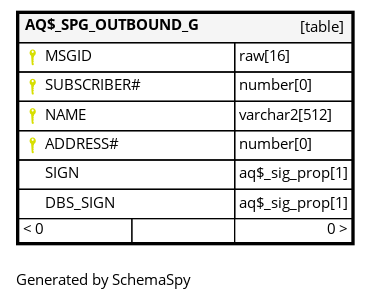 AQ$_SPG_OUTBOUND_G [table]
MSGID raw[16]
SUBSCRIBER# number[0]
NAME varchar2[512]
ADDRESS# number[0]
SIGN aq$_sig_prop[1]
DBS_SIGN aq$_sig_prop[1]
< 0 0 >
Generated by SchemaSpy